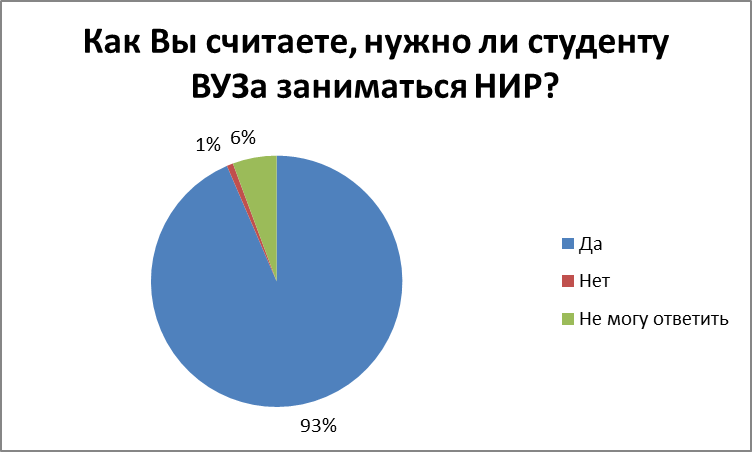 Как Вы считаете, нужно ли студенту
ВУЗа заниматься НИР?
1%
6%
93%
Да
Нет
Не могу ответить